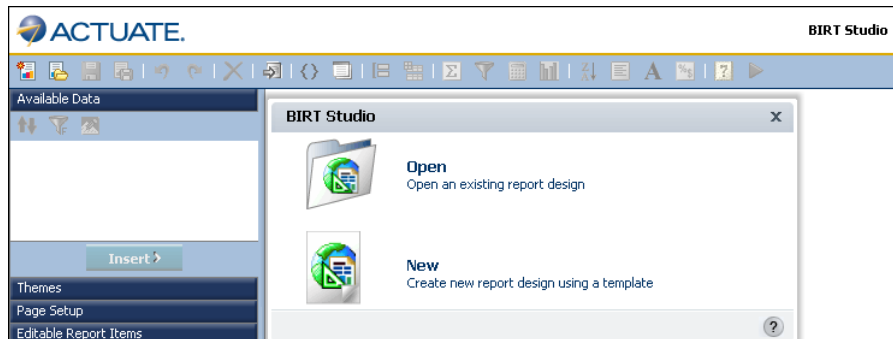 ACTUATE.
BIRT Studio
Available Data
BIRT Studio
x
Open
Open an existing report design
Insert
New
Create new report design using a template
Themes
Page Setup
Editable Report Items
?